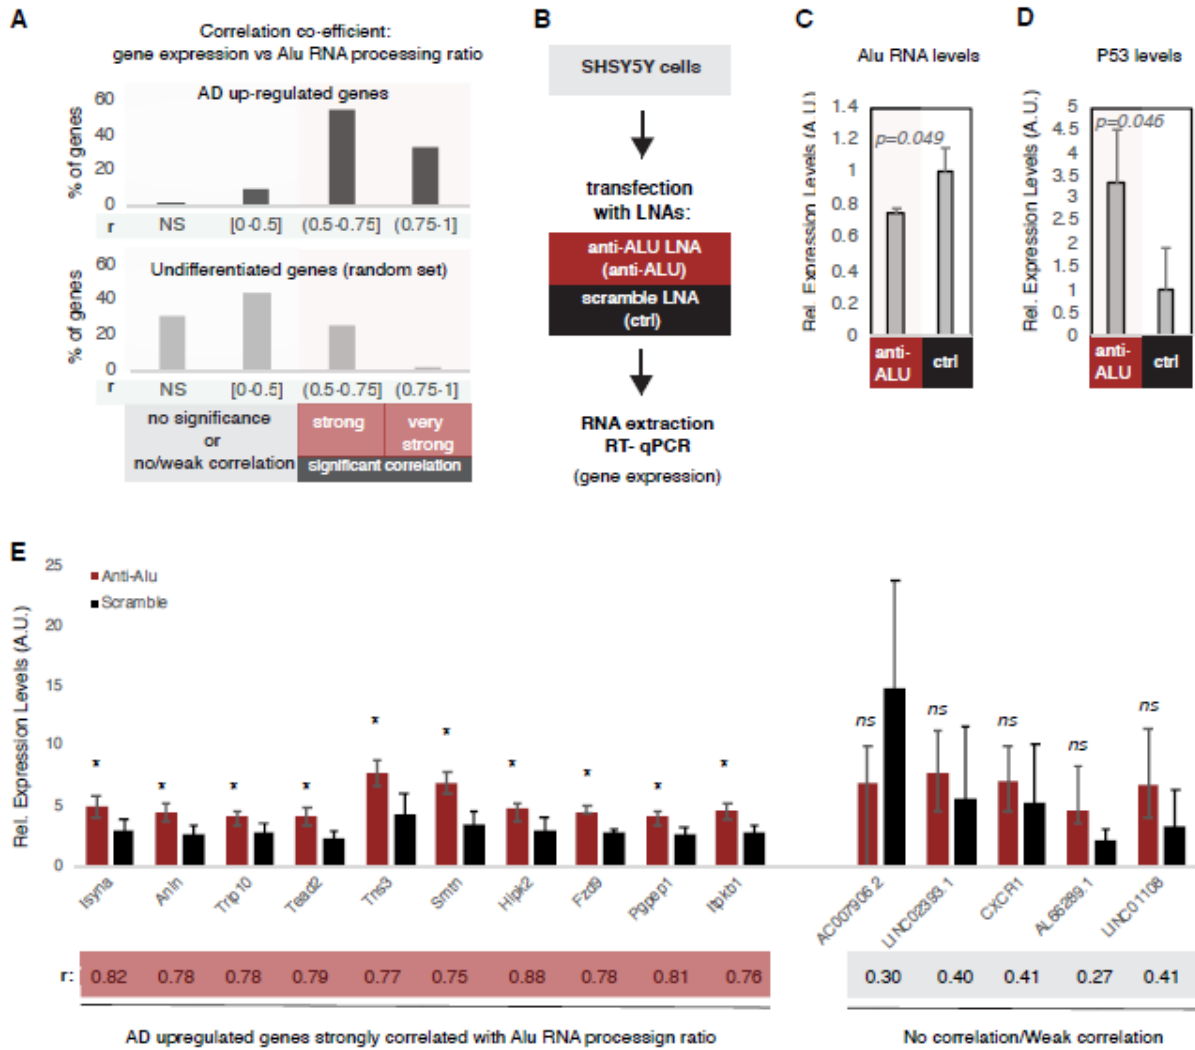 A
Correlation co-efficient:
gene expression vs Alu RNA processing ratio
AD up-regulated genes
% of genes
60
40
20
0
r NS [0-0.5] (0.5-0.75] (0.75-1]
Undifferentiated genes (random set)
% of genes
60
40
20
0
r NS [0-0.5] (0.5-0.75] (0.75-1]
no significance
or
no/weak correlation
strong
very
strong
significant correlation
B
SHSY5Y cells
transfection
with LNAs:
anti-ALU LNA
(anti-ALU)
scramble LNA
(ctrl)
RNA extraction
RT- qPCR
(gene expression)
C
Alu RNA levels
Rel. Expression Levels (A.U.)
1.4
1.2
1
0.8
0.6
0.4
0.2
0
p=0.049
anti-
ALU
ctrl
D
P53 levels
Rel. Expression Levels (A.U.)
5
4.5
4
3.5
3
2.5
2
1.5
1
0.5
0
p=0.046
anti-
ALU
ctrl
E
Rel. Expression Levels (A.U.)
25
20
15
10
5
0
Anti-Alu
Scramble
* * * * * * * * * *
ns ns ns ns ns
Isyna Anln Trip10 Tead2 Tns3 Smtn Hipk2 Fzd9 Pgpep1 Itpkb1
AC007906.2 LINC02393.1 CXCR1 AL66289.1 LINC01108
r: 0.82 0.78 0.78 0.79 0.77 0.75 0.88 0.78 0.81 0.76
0.30 0.40 0.41 0.27 0.41
AD upregulated genes strongly correlated with Alu RNA processign ratio
No correlation/Weak correlation